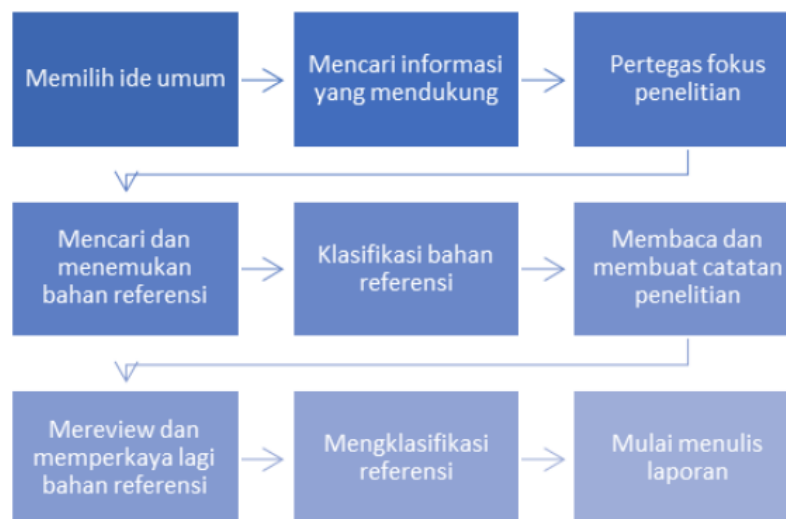 Memilih ide umum
Mencari informasi
yang mendukung
Pertegas fokus
penelitian
Mencari dan
menemukan
bahan referensi
Klasifikasi bahan
referensi
Membaca dan
membuat catatan
penelitian
Mereview dan
memperkaya lagi
bahan referensi
Mengklasifikasi
referensi
Mulai menulis
laporan